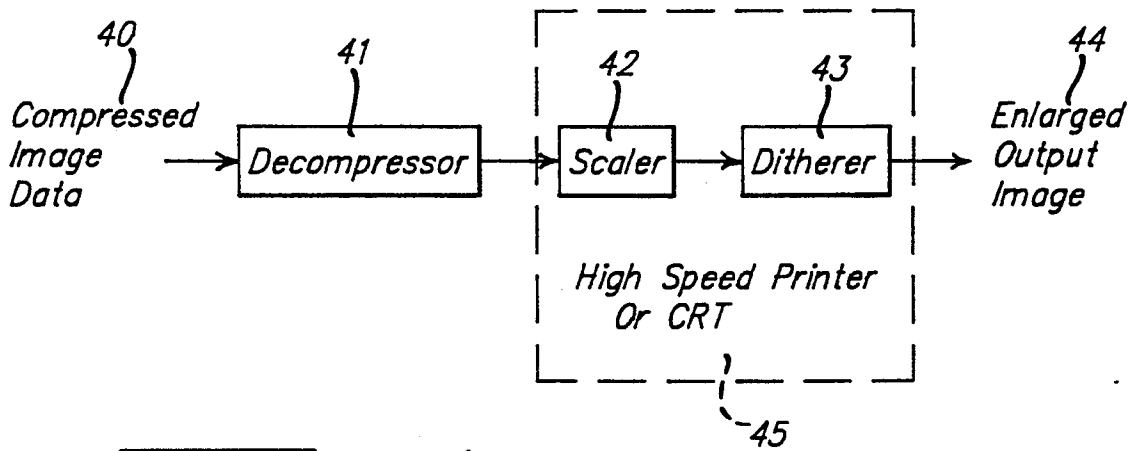 40
Compressed
Image
Data
41
Decompressor
42
Scaler
43
Ditherer
44
Enlarged
Output
Image
High Speed Printer
Or CRT
45